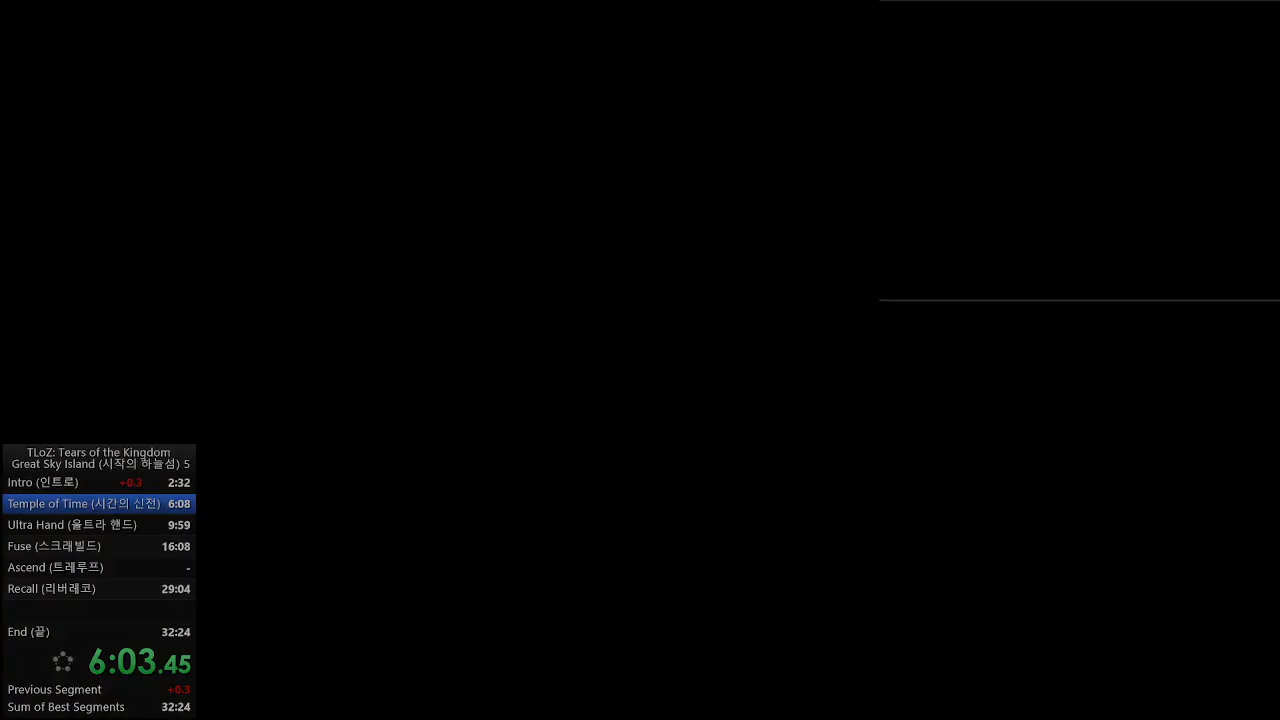 TLoZ: Tears of the Kingdom
Great Sky Island (시작의 하늘섬) 5
Intro (인트로) +0.3 2:32
Temple of Time (시간의 신전) 6:08
Ultra Hand (울트라 핸드) 9:59
Fuse (스크래빌드) 16:08
Ascend (트레루프) -
Recall (리버레코) 29:04
End (끝) 32:24
6:03.45
Previous Segment +0.3
Sum of Best Segments 32:24